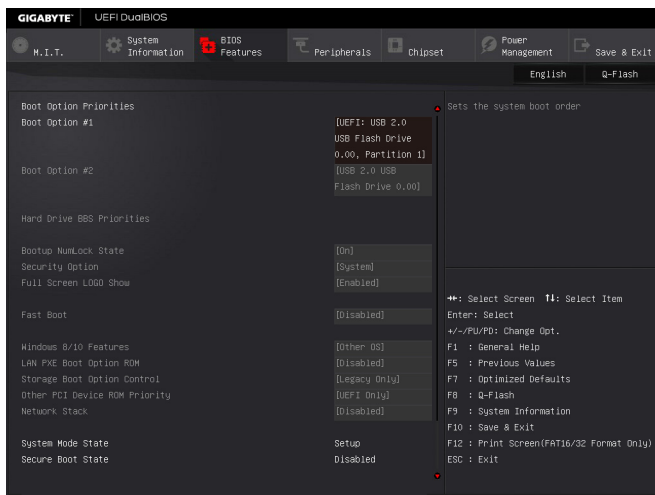 GIGABYTE™ UEFI DualBIOS
M.I.T.
System Information
BIOS Features
Peripherals
Chipset
Power Management
Save & Exit
English Q-Flash
Boot Option Priorities
Boot Option #1 [UEFI: USB 2.0 USB Flash Drive 0.00, Partition 1]
Boot Option #2 [USB 2.0 USB Flash Drive 0.00]
Hard Drive BBS Priorities
Bootup NumLock State [On]
Security Option [System]
Full Screen LOGO Show [Enabled]
Fast Boot [Disabled]
Windows 8/10 Features [Other OS]
LAN PXE Boot Option ROM [Disabled]
Storage Boot Option Control [Legacy Only]
Other PCI Device ROM Priority [UEFI Only]
Network Stack [Disabled]
System Mode State Setup
Secure Boot State Disabled
Sets the system boot order
→←: Select Screen ↑↓: Select Item
Enter: Select
+/-/PU/PD: Change Opt.
F1 : General Help
F5 : Previous Values
F7 : Optimized Defaults
F8 : Q-Flash
F9 : System Information
F10 : Save & Exit
F12 : Print Screen(FAT16/32 Format Only)
ESC : Exit